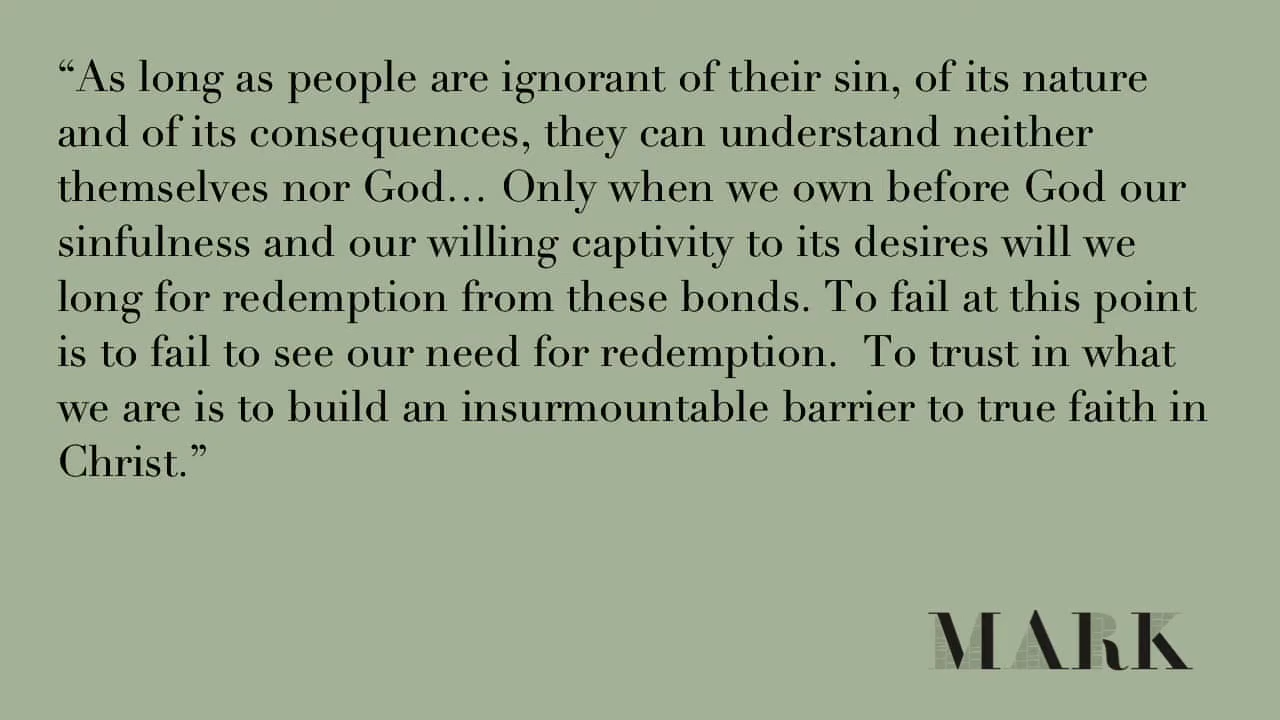 “As long as people are ignorant of their sin, of its nature
and of its consequences, they can understand neither
themselves nor God… Only when we own before God our
sinfulness and our willing captivity to its desires will we
long for redemption from these bonds. To fail at this point
is to fail to see our need for redemption.  To trust in what
we are is to build an insurmountable barrier to true faith in
Christ.”
MARK